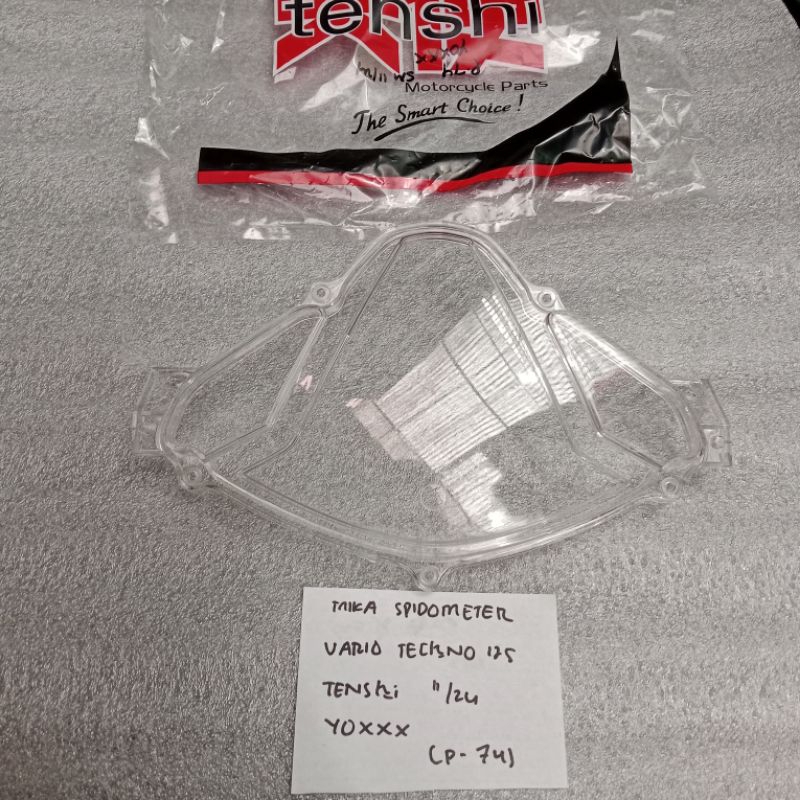 tenshi
Motorcycle Parts
The Smart Choice!
MIKA SPIDOMETER
VARIO TECHNO 125
TENSHI 11/24
YOXXX
(P-74)